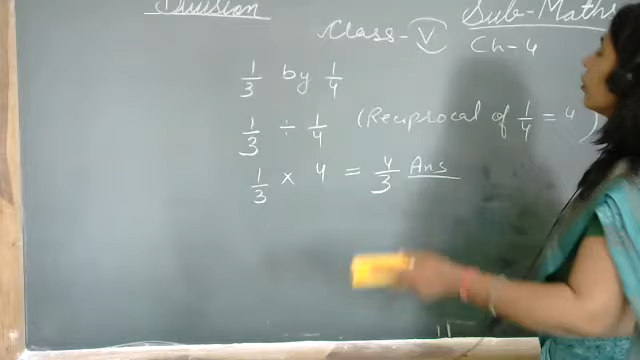 Division
Class-V
Sub-Maths
Ch-4
1/3 by 1/4
1/3 ÷ 1/4 (Reciprocal of 1/4 = 4)
1/3 × 4 = 4/3 Ans